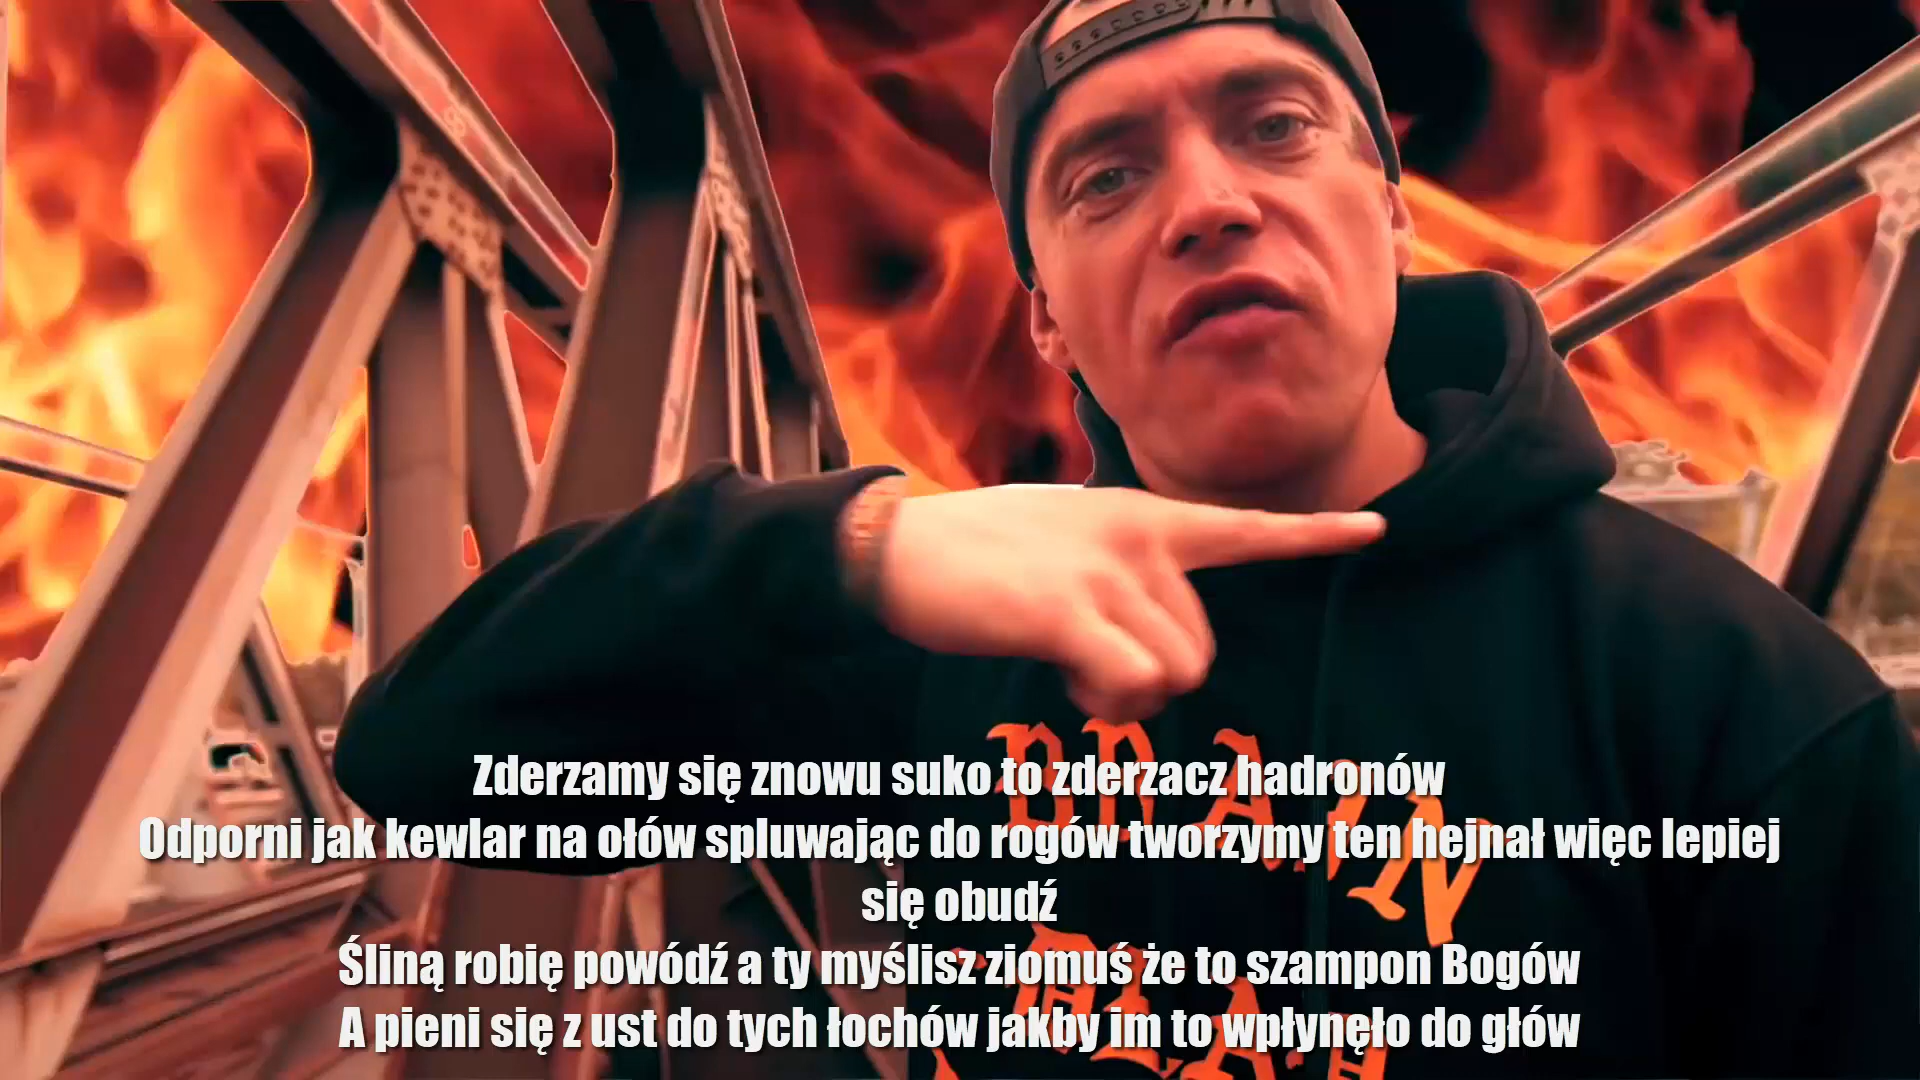 Zderzamy się znowu suko to zderzacz hadronów
Odporni jak kewlar na ołów spluwając do rogów tworzymy ten hejnał więc lepiej
się obudź
Śliną robię powódź a ty myślisz ziomuś że to szampon Bogów
A pieni się z ust do tych łochów jakby im to wpłynęło do głów
BRAIN
DEAD